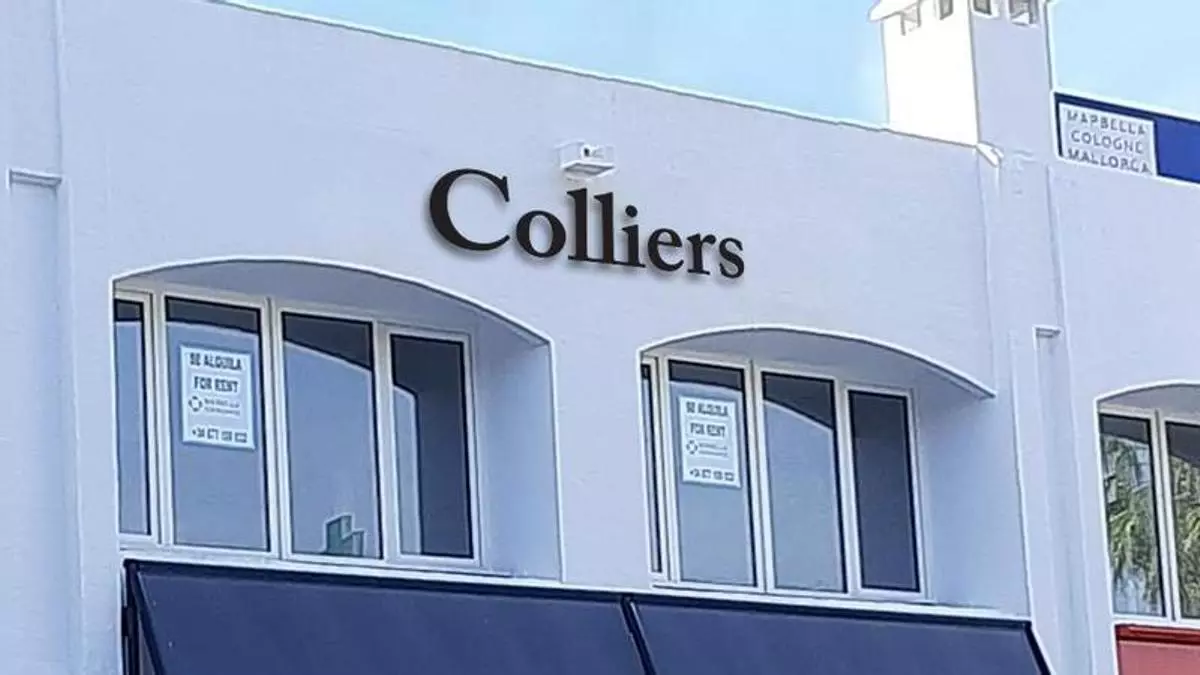 Colliers
MARBELLA
COLOGNE
MALLORCA
SE ALQUILA
FOR RENT
SE ALQUILA
FOR RENT